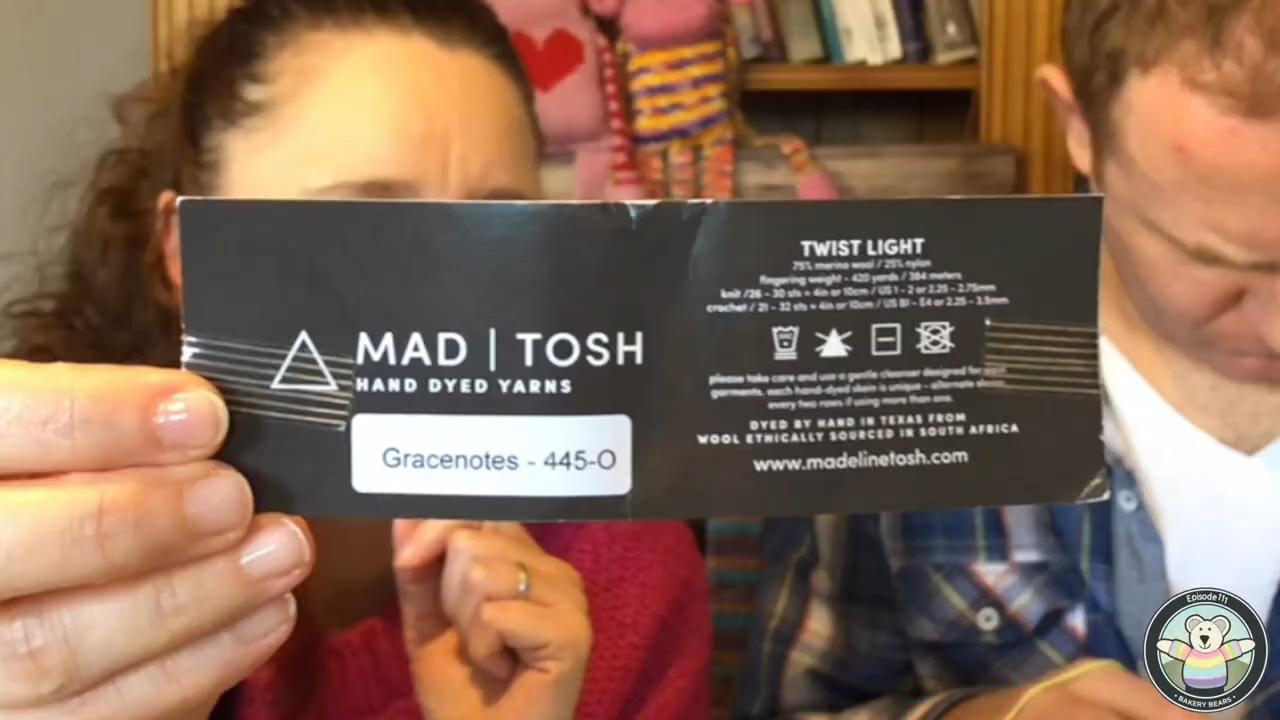 MAD | TOSH
HAND DYED YARNS
Gracenotes - 445-O
TWIST LIGHT
75% merino wool / 25% nylon
fingering weight - 420 yards / 384 meters
knit /26 - 30 sts = 4in or 10cm / US 1 - 2 or 2.25 - 2.75mm
crochet / 21 - 32 sts = 4in or 10cm / US B1 - E4 or 2.25 - 3.5mm
please take care and use a gentle cleanser designed for
garments. each hand-dyed skein is unique - alternate
every two rows if using more than one.
DYED BY HAND IN TEXAS FROM
WOOL ETHICALLY SOURCED IN SOUTH AFRICA
www.madelinetosh.com
Episode 111
• BAKERY BEARS •